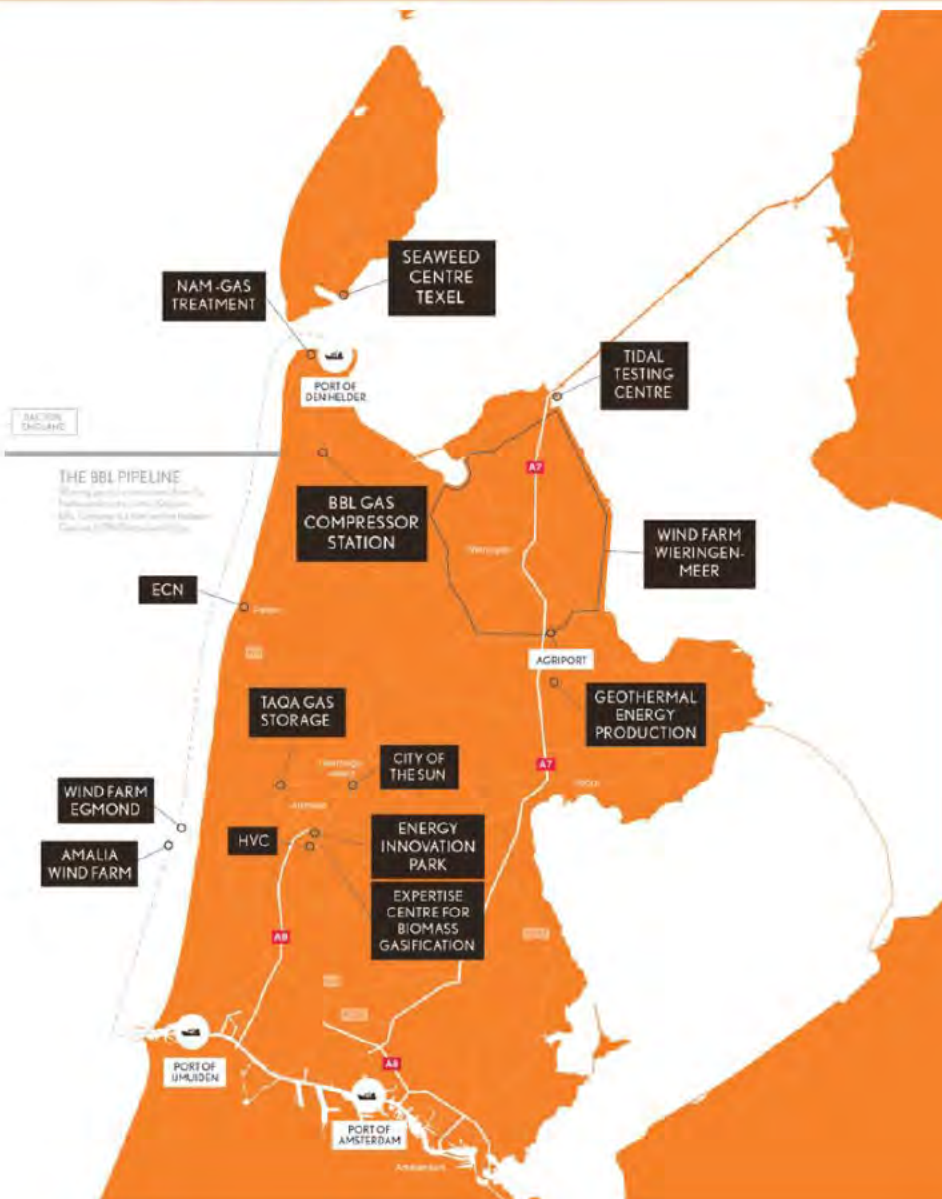 SEAWEED
CENTRE
TEXEL
NAM-GAS
TREATMENT
PORT OF
DEN HELDER
TIDAL
TESTING
CENTRE
ENGLAND
THE BBL PIPELINE
A7
BBL GAS
COMPRESSOR
STATION
WIND FARM
WIERINGEN-
MEER
ECN
AGRIPORT
TAQA GAS
STORAGE
GEOTHERMAL
ENERGY
PRODUCTION
CITY OF
THE SUN
A7
WIND FARM
EGMOND
AMALIA
WIND FARM
HVC
ENERGY
INNOVATION
PARK
EXPERTISE
CENTRE FOR
BIOMASS
GASIFICATION
A9
A8
PORT OF
IJMUIDEN
PORT OF
AMSTERDAM
Amsterdam